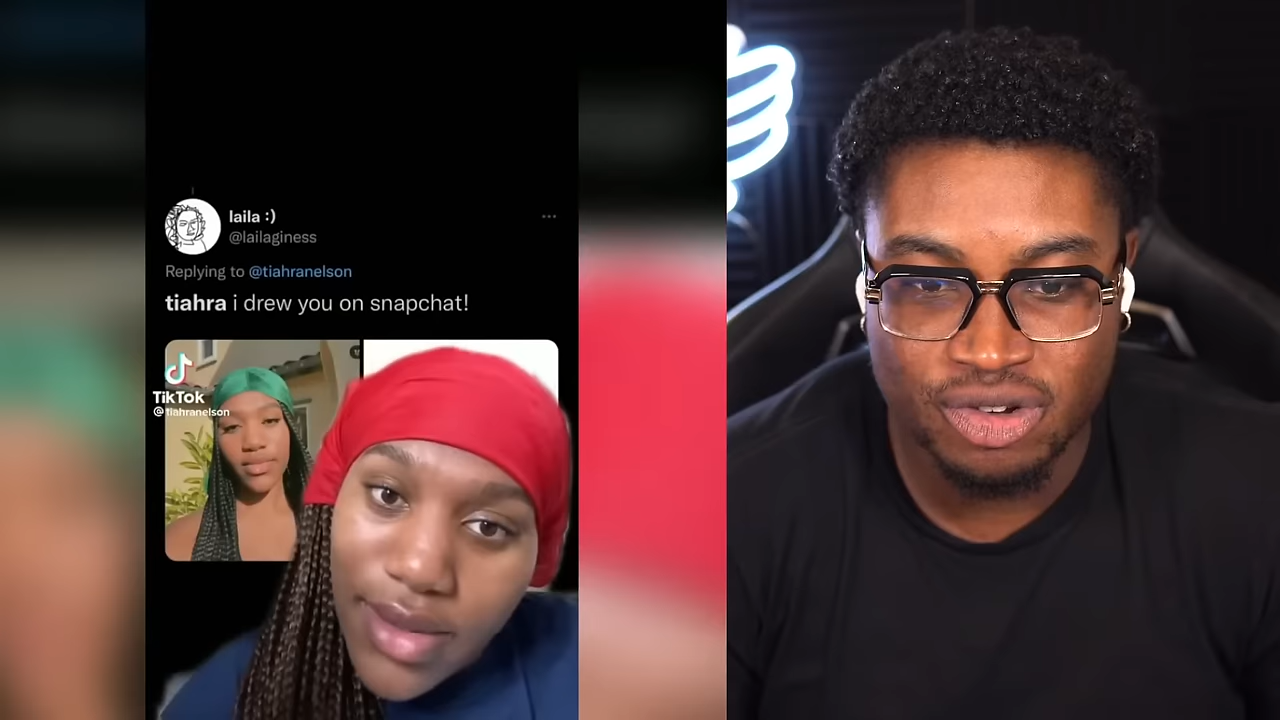 laila :)
@lailaginess
Replying to @tiahranelson
tiahra i drew you on snapchat!
TikTok
@tiahranelson